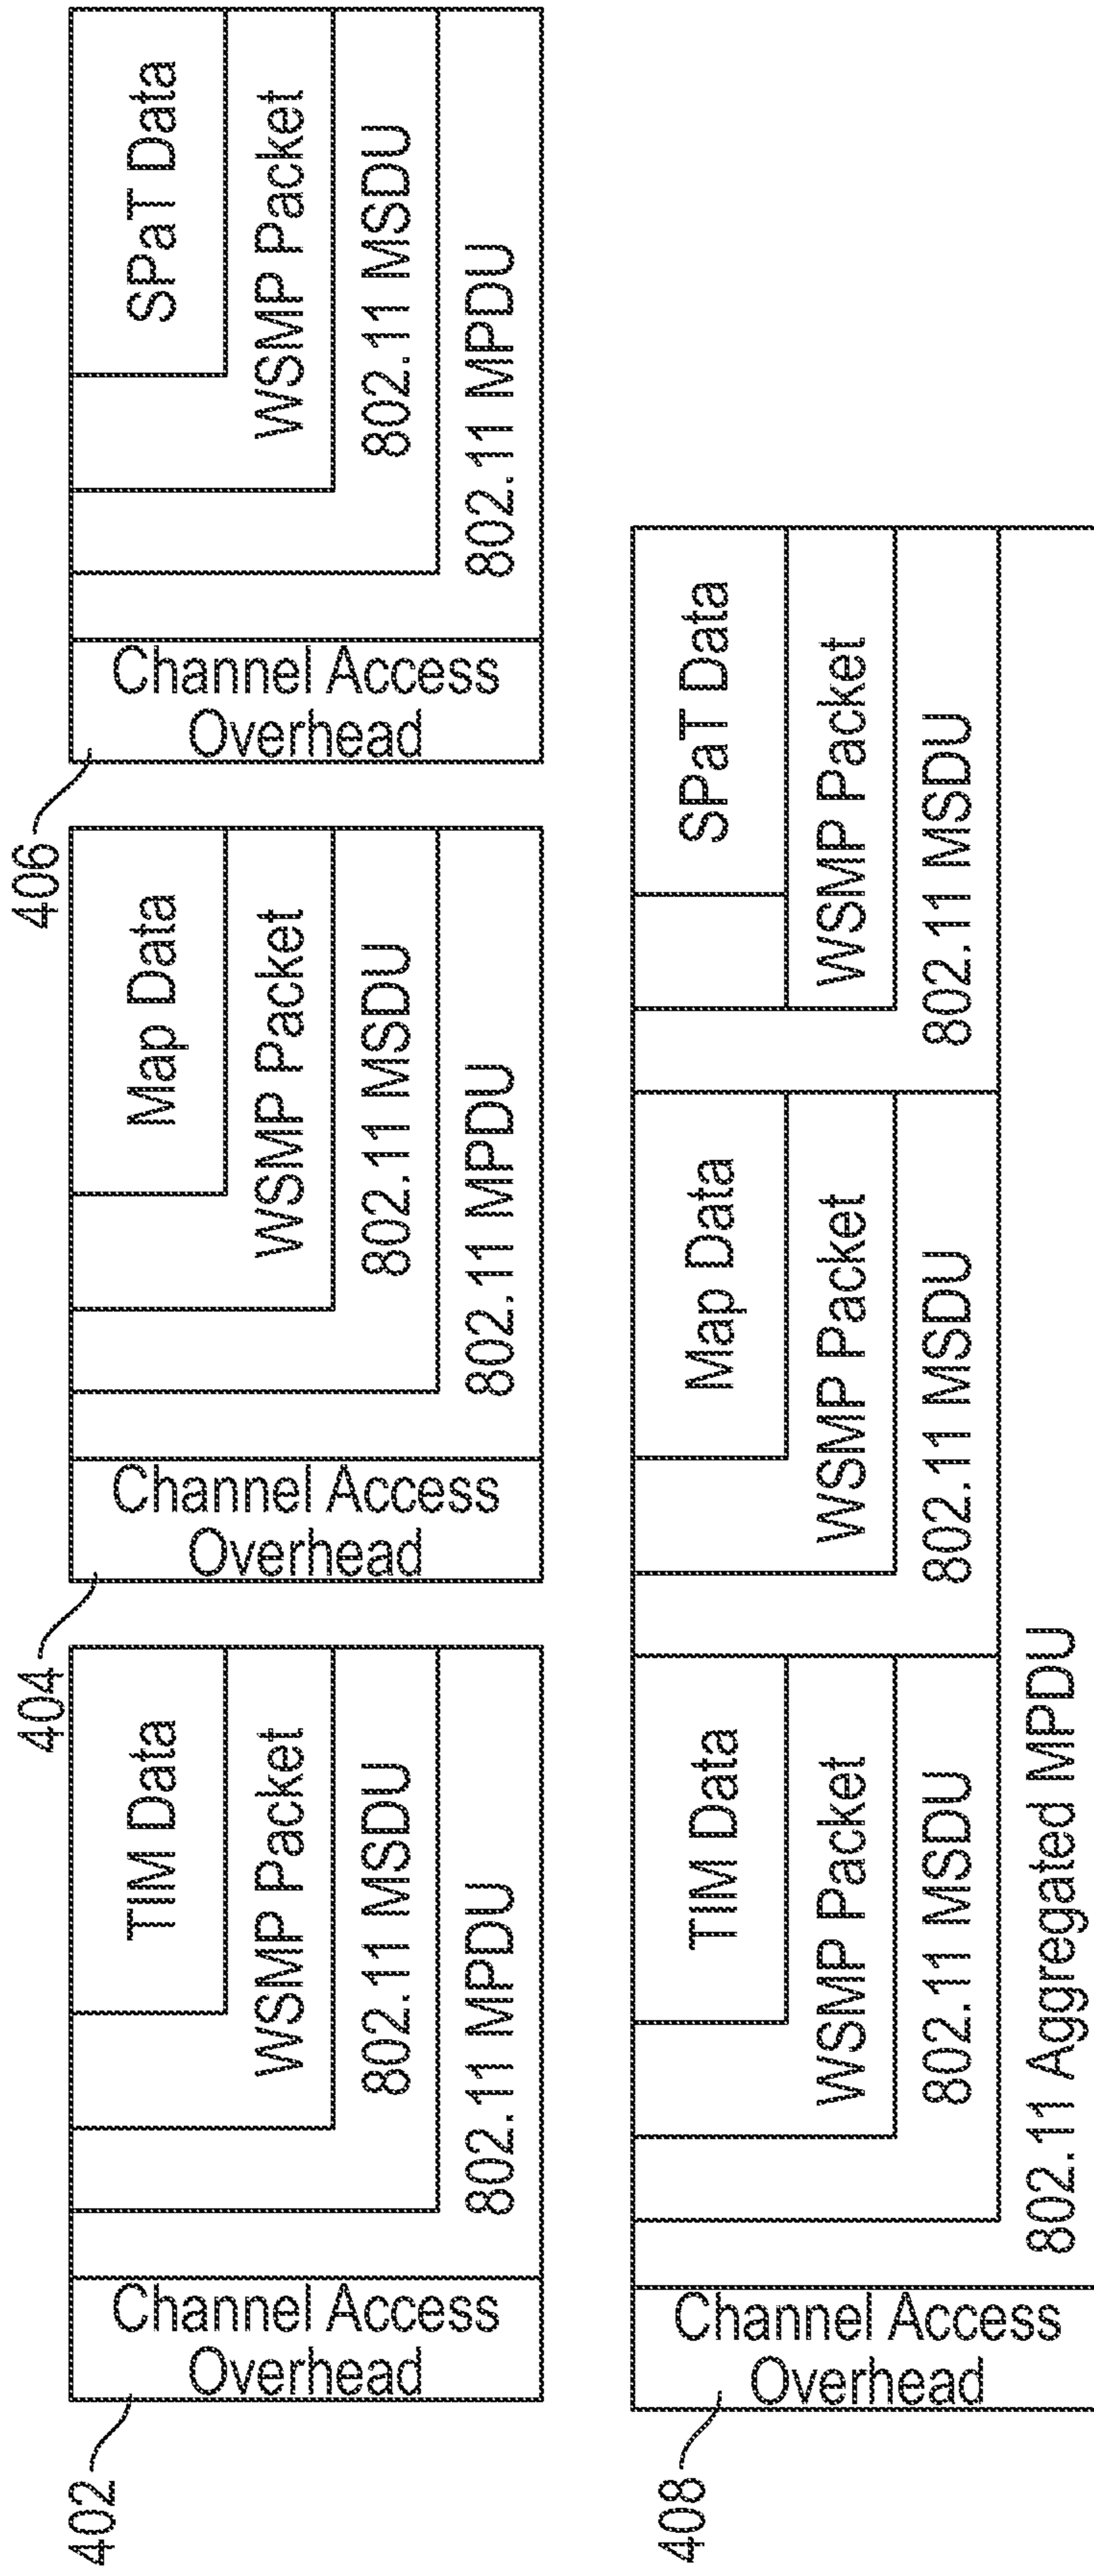 402
Channel Access
Overhead
TIM Data
WSMP Packet
802.11 MSDU
802.11 MPDU
404
Channel Access
Overhead
Map Data
WSMP Packet
802.11 MSDU
802.11 MPDU
406
Channel Access
Overhead
SPaT Data
WSMP Packet
802.11 MSDU
802.11 MPDU
408
Channel Access
Overhead
TIM Data
WSMP Packet
802.11 MSDU
Map Data
WSMP Packet
802.11 MSDU
SPaT Data
WSMP Packet
802.11 MSDU
802.11 Aggregated MPDU